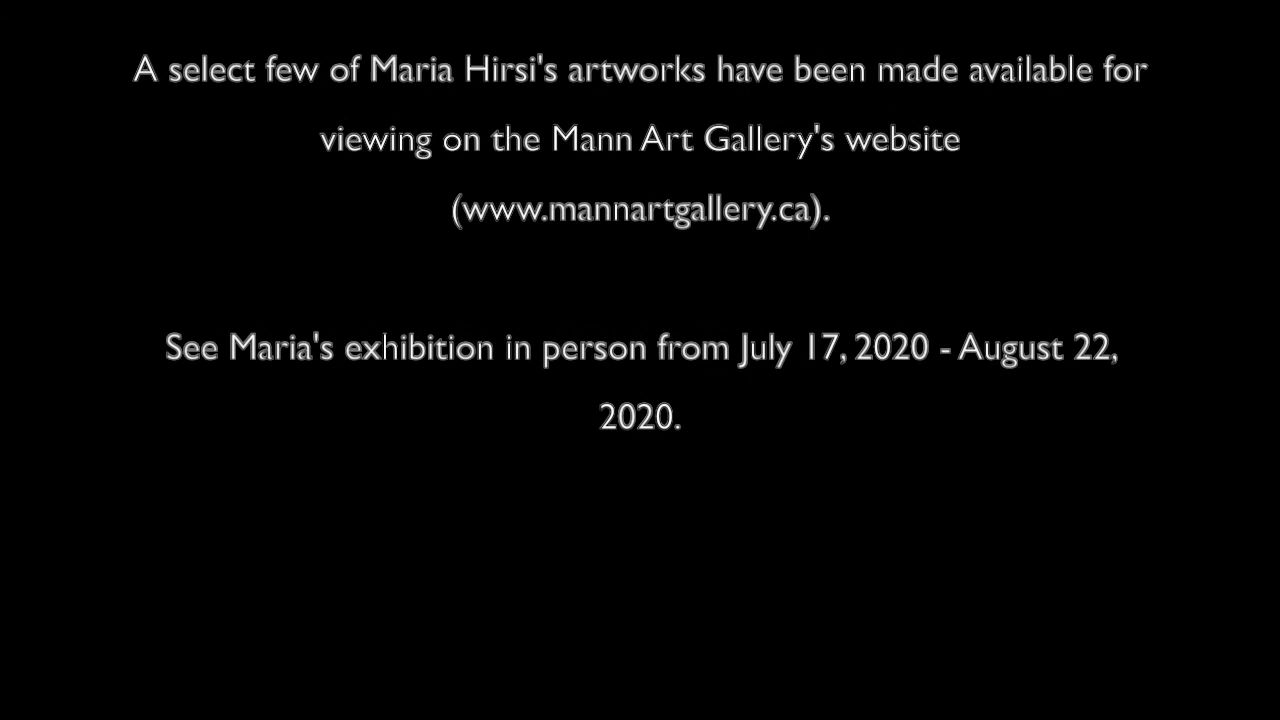 A select few of Maria Hirsi's artworks have been made available for
viewing on the Mann Art Gallery's website
(www.mannartgallery.ca).
See Maria's exhibition in person from July 17, 2020 - August 22,
2020.